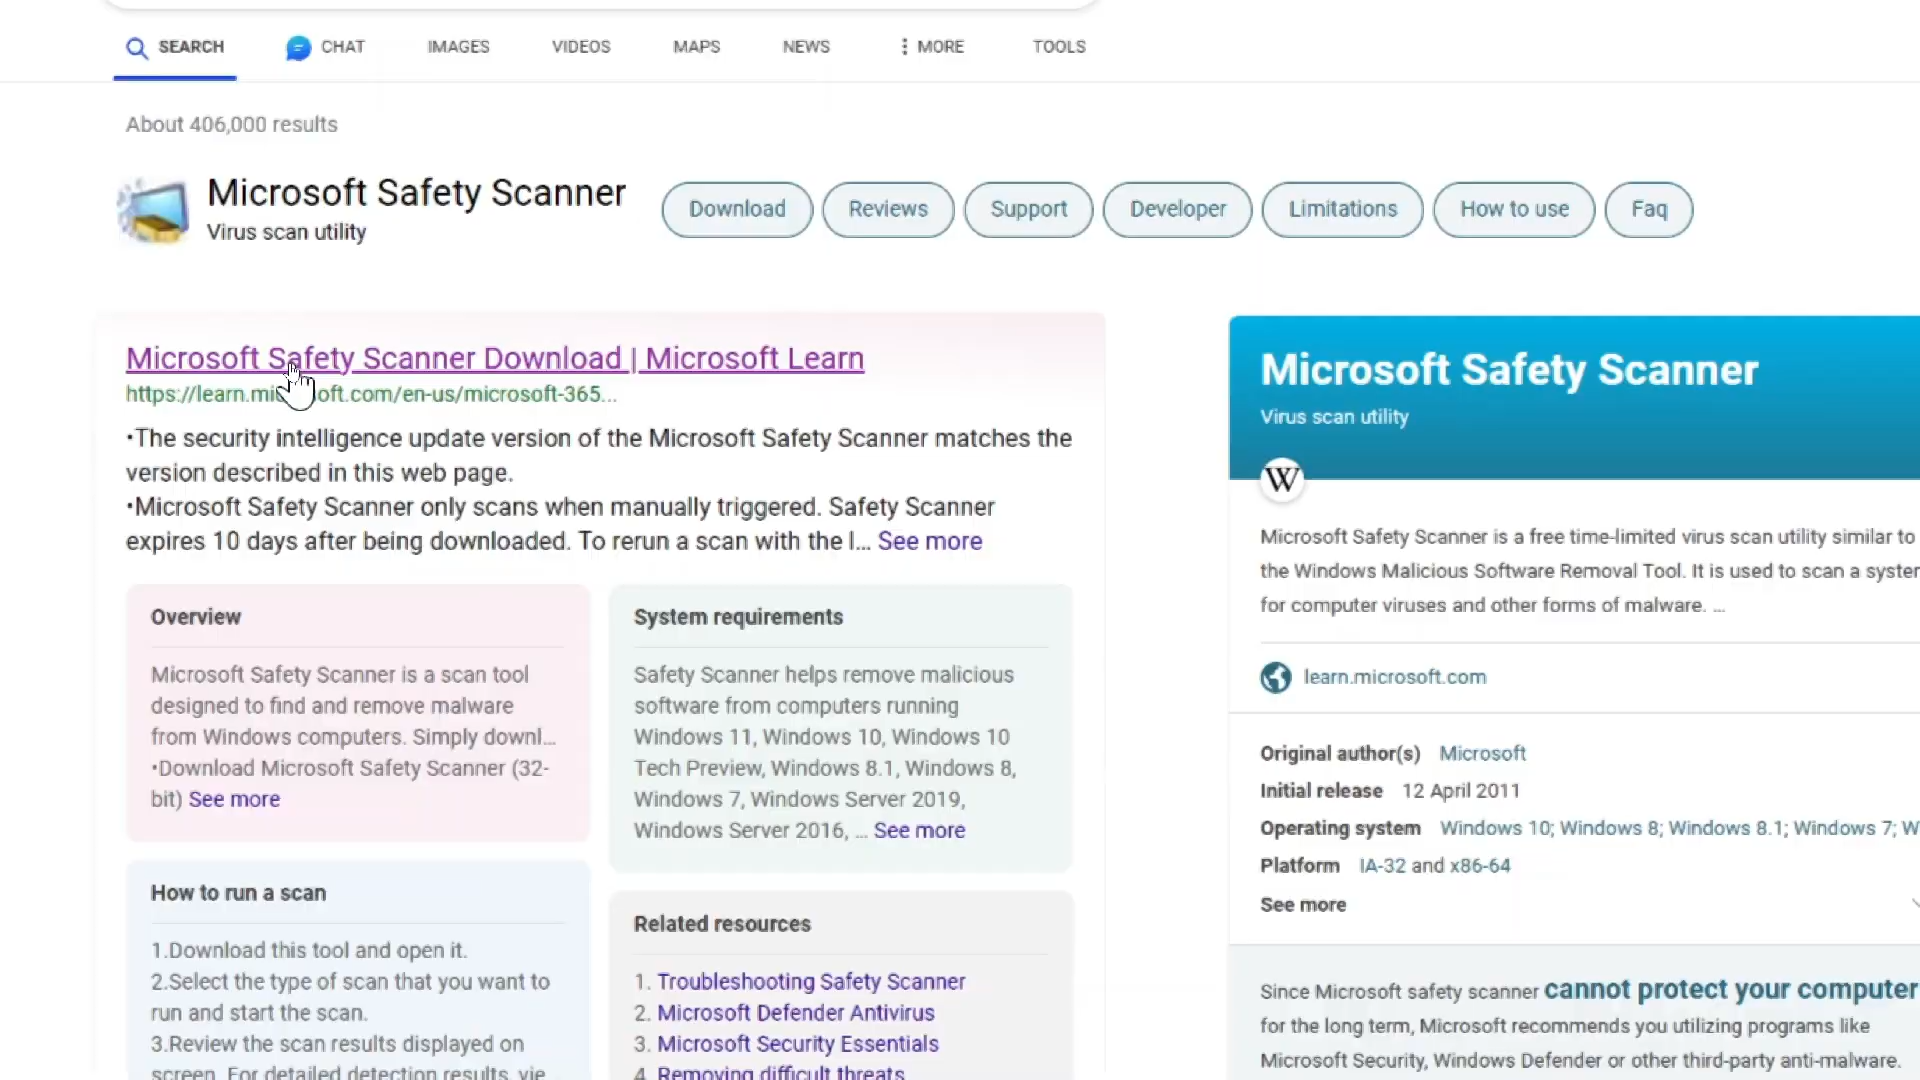 SEARCH CHAT IMAGES VIDEOS MAPS NEWS MORE TOOLS
About 406,000 results
Microsoft Safety Scanner
Virus scan utility
Download Reviews Support Developer Limitations How to use Faq
Microsoft Safety Scanner Download | Microsoft Learn
https://learn.mi oft.com/en-us/microsoft-365...
•The security intelligence update version of the Microsoft Safety Scanner matches the
version described in this web page.
•Microsoft Safety Scanner only scans when manually triggered. Safety Scanner
expires 10 days after being downloaded. To rerun a scan with the l... See more
Overview
Microsoft Safety Scanner is a scan tool
designed to find and remove malware
from Windows computers. Simply downl...
•Download Microsoft Safety Scanner (32-
bit) See more
System requirements
Safety Scanner helps remove malicious
software from computers running
Windows 11, Windows 10, Windows 10
Tech Preview, Windows 8.1, Windows 8,
Windows 7, Windows Server 2019,
Windows Server 2016, ... See more
How to run a scan
1.Download this tool and open it.
2.Select the type of scan that you want to
run and start the scan.
3.Review the scan results displayed on
screen. For detailed detection results, vie
Related resources
1. Troubleshooting Safety Scanner
2. Microsoft Defender Antivirus
3. Microsoft Security Essentials
4. Removing difficult threats
Microsoft Safety Scanner
Virus scan utility
W
Microsoft Safety Scanner is a free time-limited virus scan utility similar to
the Windows Malicious Software Removal Tool. It is used to scan a system
for computer viruses and other forms of malware. ...
learn.microsoft.com
Original author(s) Microsoft
Initial release 12 April 2011
Operating system Windows 10; Windows 8; Windows 8.1; Windows 7; W
Platform IA-32 and x86-64
See more
Since Microsoft safety scanner cannot protect your computer
for the long term, Microsoft recommends you utilizing programs like
Microsoft Security, Windows Defender or other third-party anti-malware.